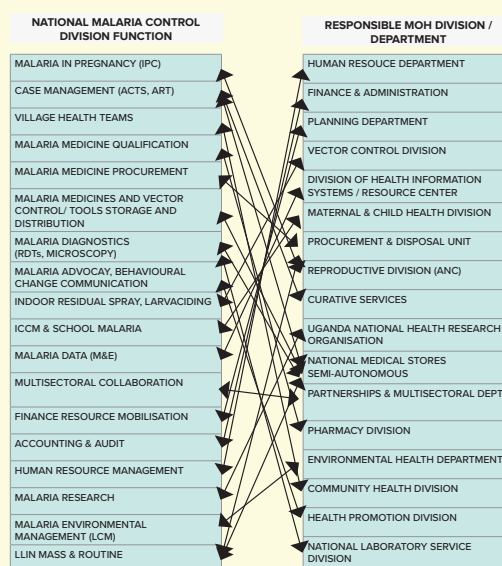 NATIONAL MALARIA CONTROL
DIVISION FUNCTION
MALARIA IN PREGNANCY (IPC)
CASE MANAGEMENT (ACTS, ART)
VILLAGE HEALTH TEAMS
MALARIA MEDICINE QUALIFICATION
MALARIA MEDICINE PROCUREMENT
MALARIA MEDICINES AND VECTOR
CONTROL/ TOOLS STORAGE AND
DISTRIBUTION
MALARIA DIAGNOSTICS
(RDTs, MICROSCOPY)
MALARIA ADVOCAY, BEHAVIOURAL
CHANGE COMMUNICATION
INDOOR RESIDUAL SPRAY, LARVACIDING
ICCM & SCHOOL MALARIA
MALARIA DATA (M&E)
MULTISECTORAL COLLABORATION
FINANCE RESOURCE MOBILISATION
ACCOUNTING & AUDIT
HUMAN RESOURCE MANAGEMENT
MALARIA RESEARCH
MALARIA ENVIRONMENTAL
MANAGEMENT (LCM)
LLIN MASS & ROUTINE
RESPONSIBLE MOH DIVISION /
DEPARTMENT
HUMAN RESOUCE DEPARTMENT
FINANCE & ADMINISTRATION
PLANNING DEPARTMENT
VECTOR CONTROL DIVISION
DIVISION OF HEALTH INFORMATION
SYSTEMS / RESOURCE CENTER
MATERNAL & CHILD HEALTH DIVISION
PROCUREMENT & DISPOSAL UNIT
REPRODUCTIVE DIVISION (ANC)
CURATIVE SERVICES
UGANDA NATIONAL HEALTH RESEARCH
ORGANISATION
NATIONAL MEDICAL STORES
SEMI-AUTONOMOUS
PARTNERSHIPS & MULTISECTORAL DEPT
PHARMACY DIVISION
ENVIRONMENTAL HEALTH DEPARTMENT
COMMUNITY HEALTH DIVISION
HEALTH PROMOTION DIVISION
NATIONAL LABORATORY SERVICE
DIVISION